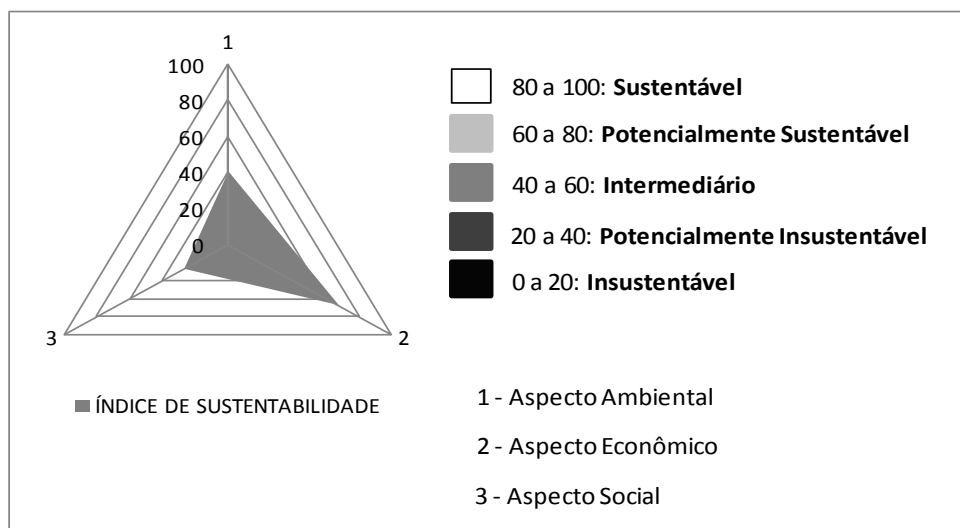 1
100
80
60
40
20
0
3
2
ÍNDICE DE SUSTENTABILIDADE
80 a 100: Sustentável
60 a 80: Potencialmente Sustentável
40 a 60: Intermediário
20 a 40: Potencialmente Insustentável
0 a 20: Insustentável
1 - Aspecto Ambiental
2 - Aspecto Econômico
3 - Aspecto Social